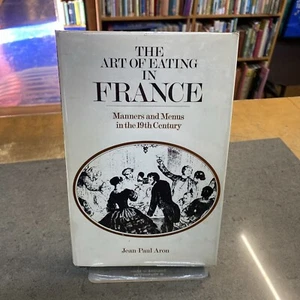 THE
ART OF EATING
IN
FRANCE
Manners and Menus
in the 19th Century
Jean-Paul Aron